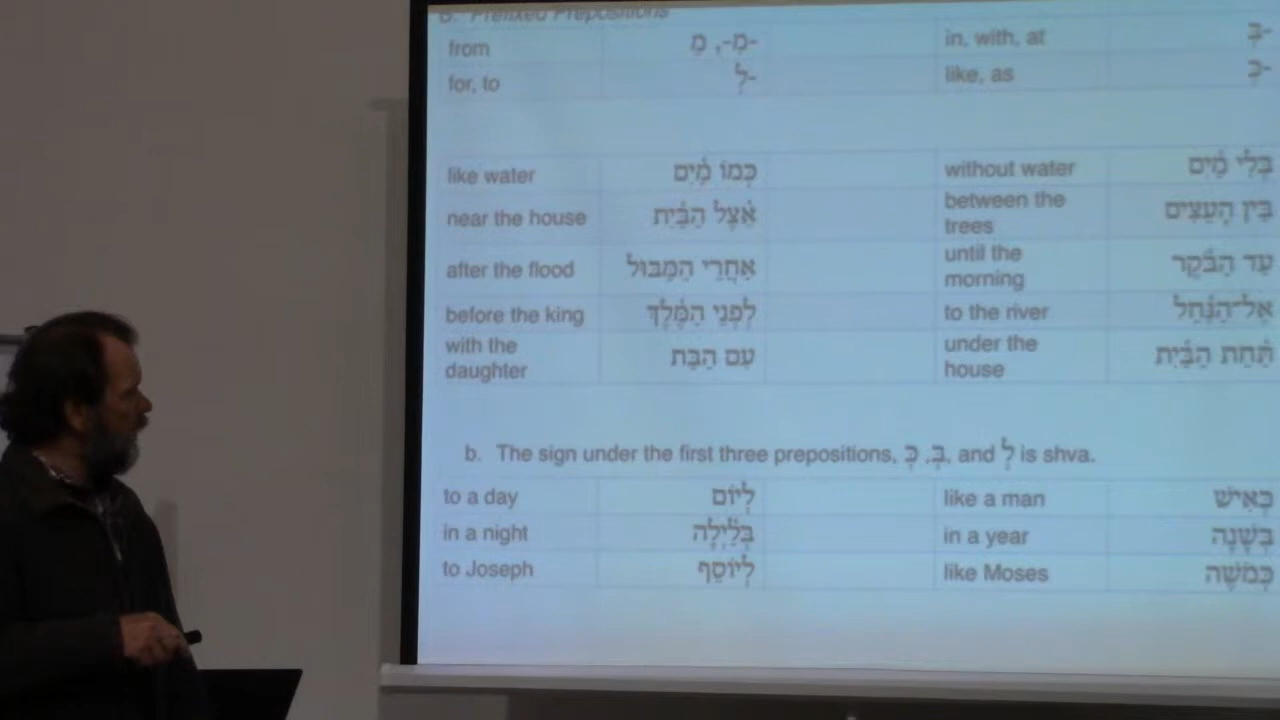 B. Prefixed Prepositions
from מִ-, מֵ- in, with, at בְּ-
for, to לְ- like, as כְּ-
like water כְּמוֹ מַ֫יִם without water בְּלִי מַ֫יִם
near the house אֵ֫צֶל הַבַּ֫יִת between the trees בֵּין הָעֵצִים
after the flood אַחֲרֵי הַמַּבּוּל until the morning עַד הַבֹּ֫קֶר
before the king לִפְנֵי הַמֶּ֫לֶךְ to the river אֶל־הַנַּ֫חַל
with the daughter עִם הַבַּת under the house תַּ֫חַת הַבַּ֫יִת
b. The sign under the first three prepositions, בְּ, כְּ, and לְ is shva.
to a day לְיוֹם like a man כְּאִישׁ
in a night בְּלַ֫יְלָה in a year בְּשָׁנָה
to Joseph לְיוֹסֵף like Moses כְּמֹשֶׁה